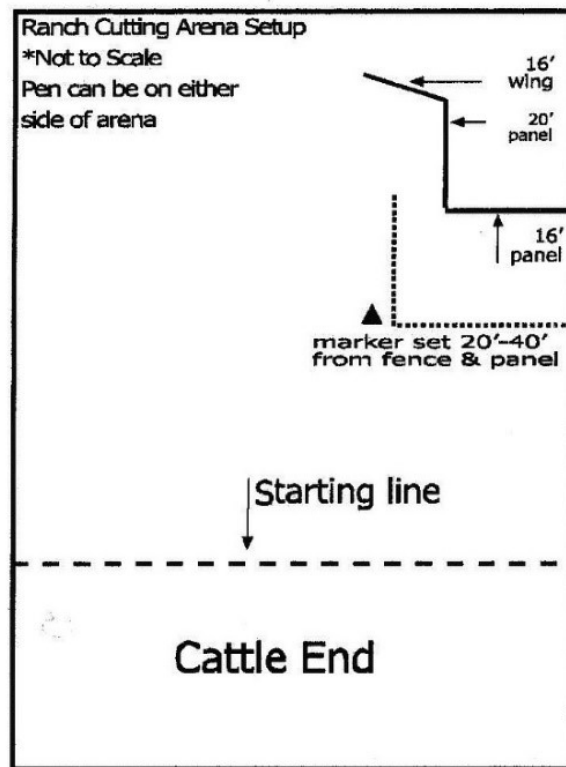 Ranch Cutting Arena Setup
*Not to Scale
Pen can be on either
side of arena
16'
wing
20'
panel
16'
panel
marker set 20'-40'
from fence & panel
Starting line
Cattle End